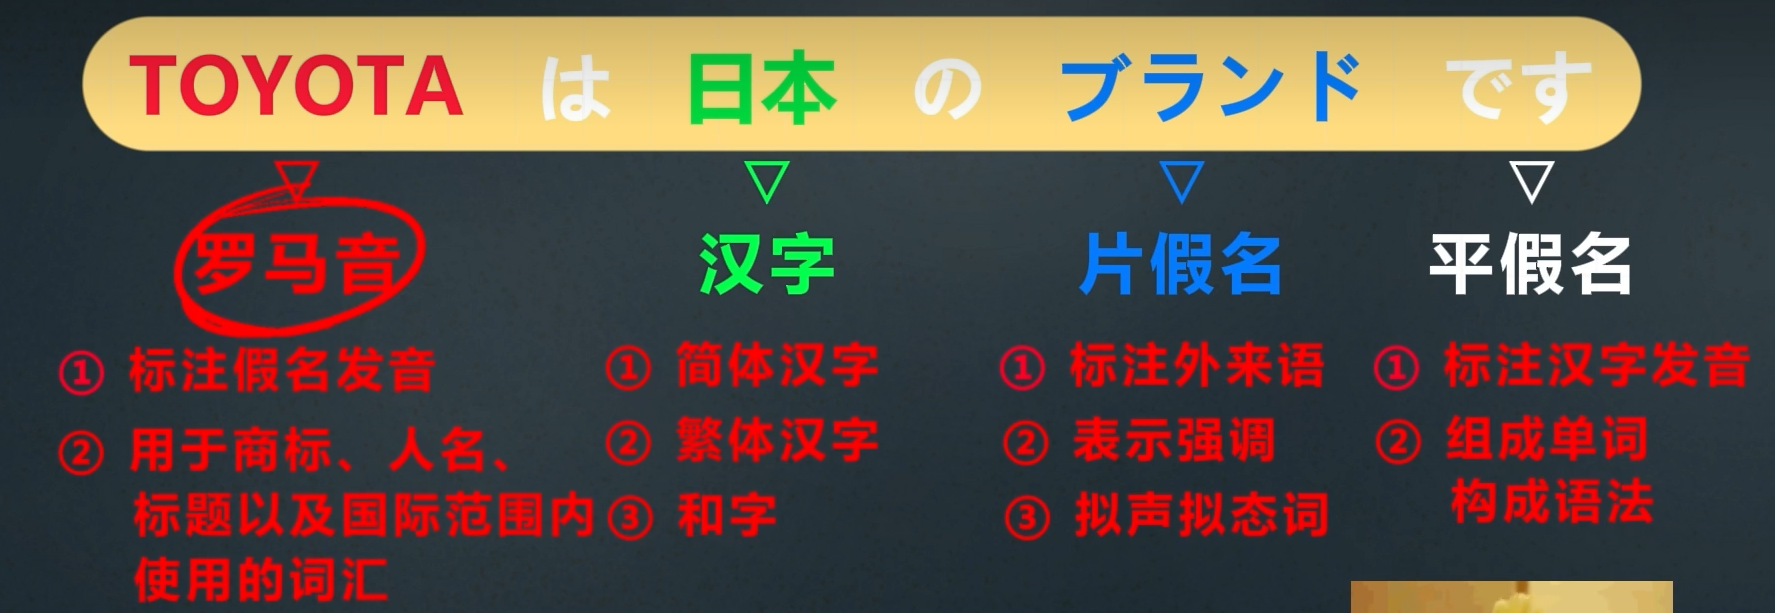 TOYOTA は 日本 の ブランド です
罗马音
① 标注假名发音
② 用于商标、人名、
标题以及国际范围内
使用的词汇
汉字
① 简体汉字
② 繁体汉字
③ 和字
片假名
① 标注外来语
② 表示强调
③ 拟声拟态词
平假名
① 标注汉字发音
② 组成单词
构成语法